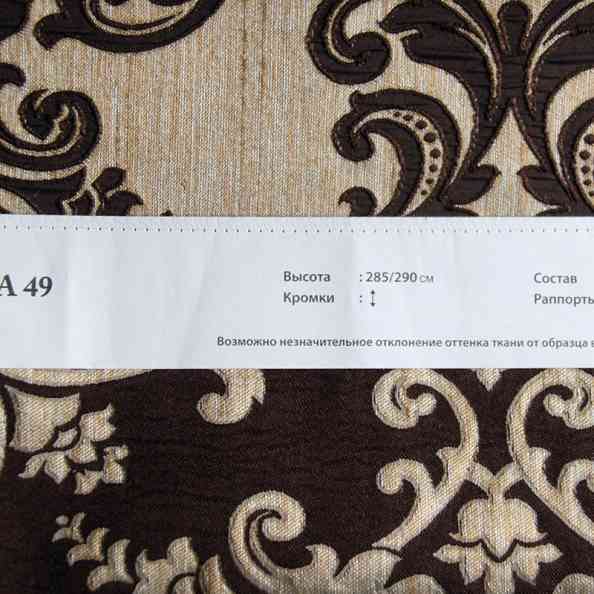 А 49
Высота : 285/290 см
Состав
Кромки : ↕
Раппорты
Возможно незначительное отклонение оттенка ткани от образца в